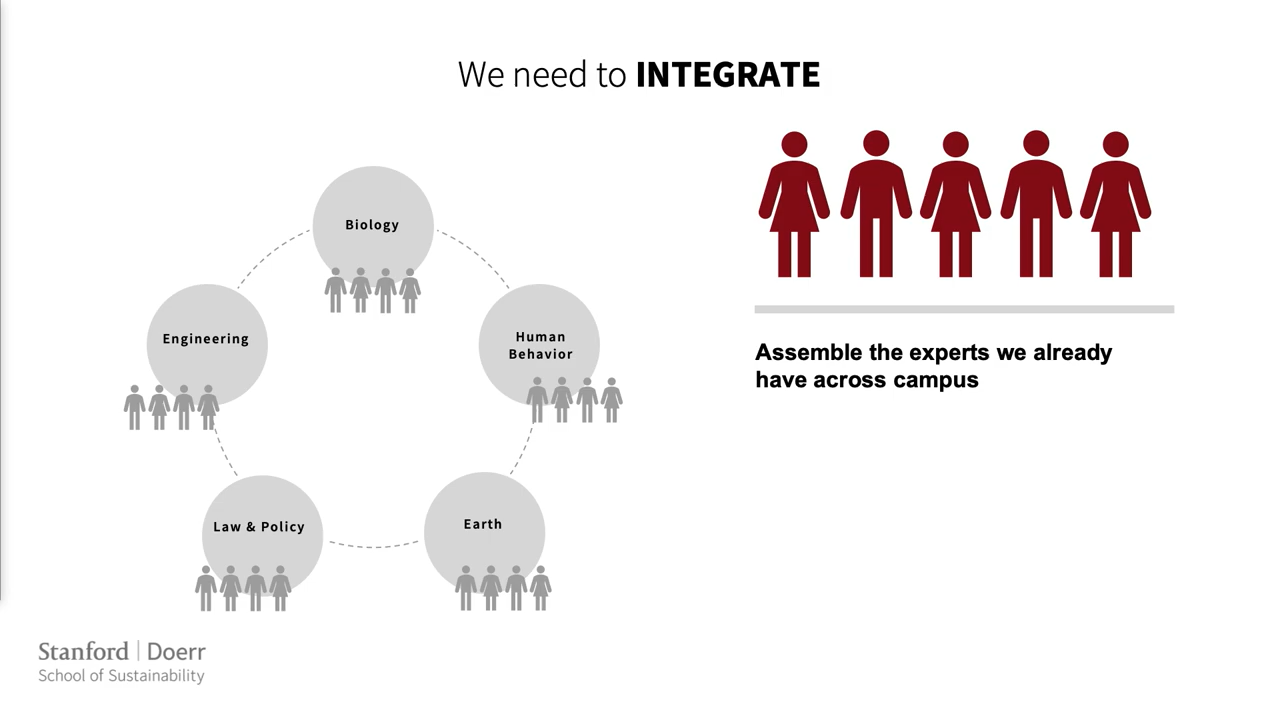 We need to INTEGRATE
Biology
Engineering
Human
Behavior
Law & Policy
Earth
Assemble the experts we already
have across campus
Stanford | Doerr
School of Sustainability